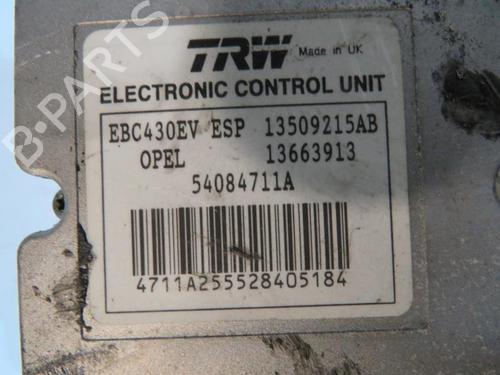 B-PARTS
TRW Made in UK
ELECTRONIC CONTROL UNIT
EBC430EV ESP 13509215AB
OPEL 13663913
54084711A
4711A255528405184